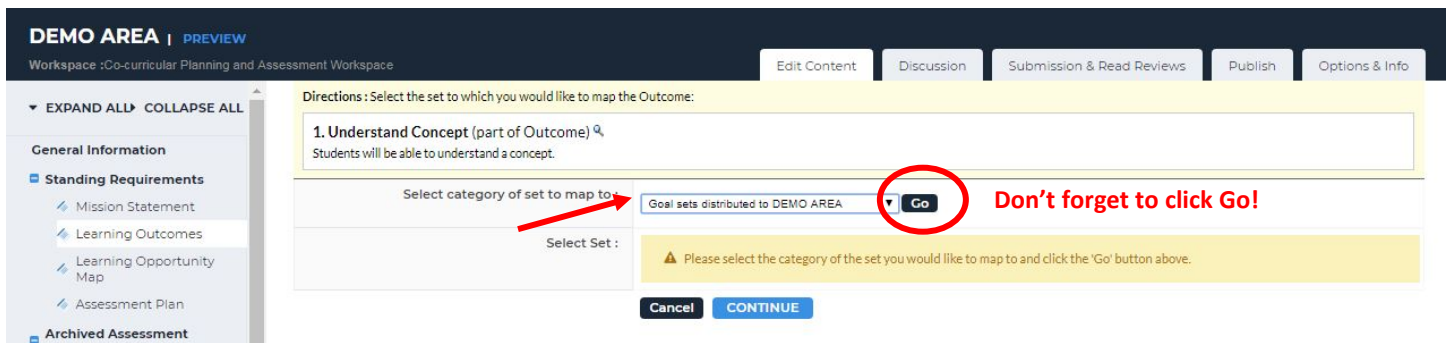 DEMO AREA | PREVIEW
Workspace :Co-curricular Planning and Assessment Workspace
Edit Content
Discussion
Submission & Read Reviews
Publish
Options & Info
EXPAND ALL COLLAPSE ALL
General Information
Standing Requirements
Mission Statement
Learning Outcomes
Learning Opportunity
Map
Assessment Plan
Archived Assessment
Directions : Select the set to which you would like to map the Outcome:
1. Understand Concept (part of Outcome)
Students will be able to understand a concept.
Select category of set to map to :
Goal sets distributed to DEMO AREA
Go
Don't forget to click Go!
Select Set :
Please select the category of the set you would like to map to and click the 'Go' button above.
Cancel
CONTINUE